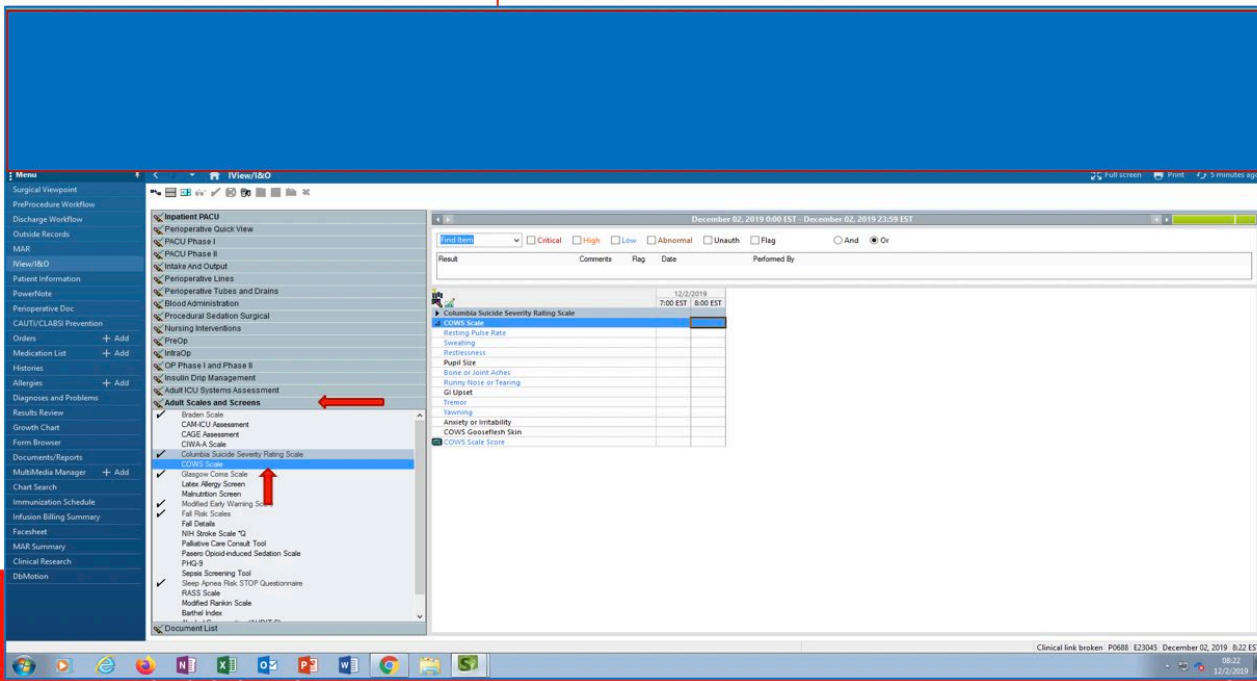 Menu
IView/I&O
Full screen
Print
5 minutes ago
Surgical Viewpoint
PreProcedure Workflow
Discharge Workflow
Outside Records
MAR
IView/I&O
Patient Information
PowerNote
Perioperative Doc
CAUTI/CLABSI Prevention
Orders + Add
Medication List + Add
Histories
Allergies + Add
Diagnoses and Problems
Results Review
Growth Chart
Form Browser
Documents/Reports
MultiMedia Manager + Add
Chart Search
Immunization Schedule
Infusion Billing Summary
Facesheet
MAR Summary
Clinical Research
DbMotion
Inpatient PACU
Perioperative Quick View
PACU Phase I
PACU Phase II
Intake And Output
Perioperative Lines
Perioperative Tubes and Drains
Blood Administration
Procedural Sedation Surgical
Nursing Interventions
PreOp
IntraOp
OP Phase I and Phase II
Insulin Drip Management
Adult ICU Systems Assessment
Adult Scales and Screens
Braden Scale
CAM-ICU Assessment
CAGE Assessment
CIWA-A Scale
Columbia Suicide Severity Rating Scale
COWS Scale
Glasgow Coma Scale
Latex Allergy Screen
Malnutrition Screen
Modified Early Warning
Fall Risk Scales
Fall Details
NIH Stroke Scale *Q
Palliative Care Consult Tool
Pasero Opioid-induced Sedation Scale
PHQ-9
Sepsis Screening Tool
Sleep Apnea Risk STOP Questionnaire
RASS Scale
Modified Rankin Scale
Barthel Index
Document List
December 02, 2019 0:00 EST - December 02, 2019 23:59 EST
Find Item Critical High Low Abnormal Unauth Flag And Or
Result Comments Flag Date Performed By
12/2/2019
7:00 EST 8:00 EST
Columbia Suicide Severity Rating Scale
COWS Scale
Resting Pulse Rate
Sweating
Restlessness
Pupil Size
Bone or Joint Aches
Runny Nose or Tearing
GI Upset
Tremor
Yawning
Anxiety or Irritability
COWS Gooseflesh Skin
COWS Scale Score
Clinical link broken P0688 E23045 December 02, 2019 8:22 ES
08:22
12/2/2019